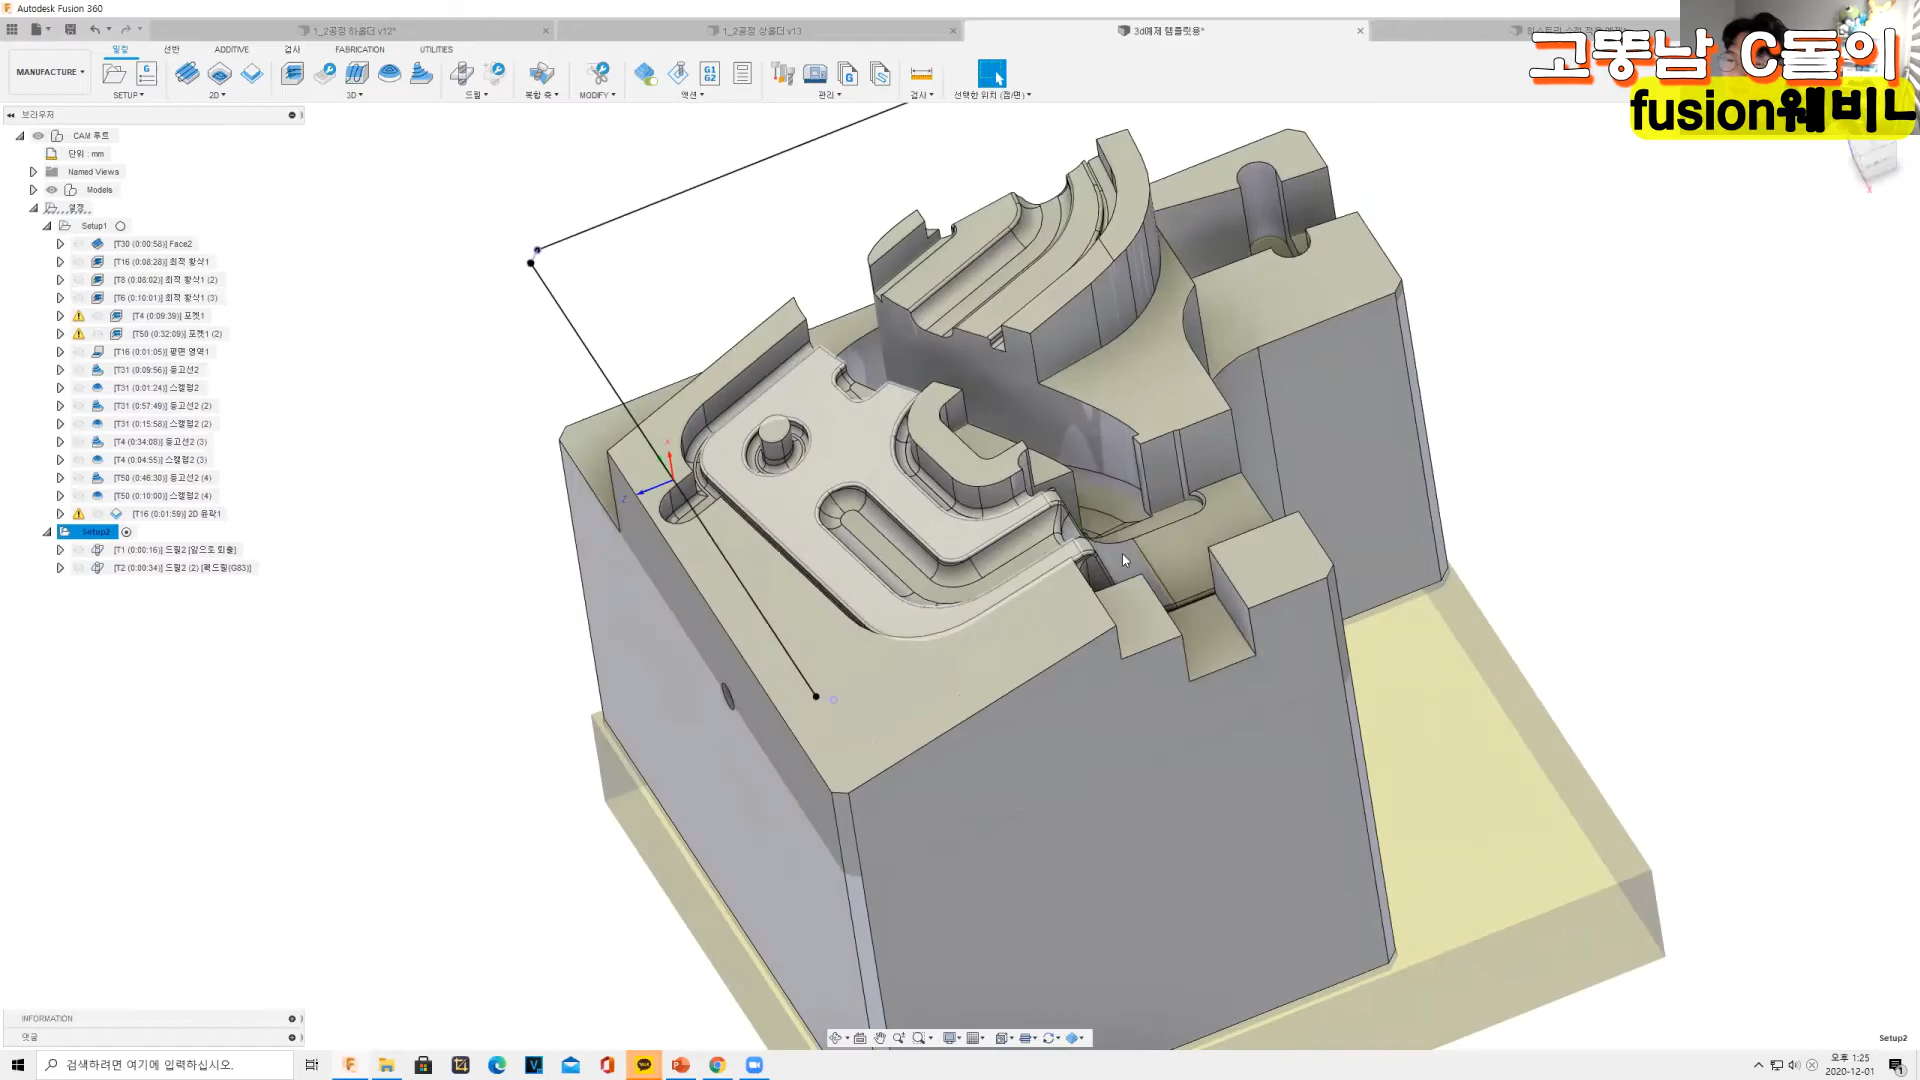 Autodesk Fusion 360
1_2공정 하홀더 v12*
1_2공정 상홀더 v13
3d예제 템플릿용*
고뚱남 C돌이
fusion웨비나
밀링
선반
ADDITIVE
검사
FABRICATION
UTILITIES
MANUFACTURE
SETUP
2D
3D
드릴
복합 축
MODIFY
액션
관리
검사
선택한 위치 (점/면)
브라우저
CAM 루트
단위 : mm
Named Views
Models
설정
Setup1
[T30 (0:00:58)] Face2
[T16 (0:08:28)] 최적 황삭1
[T8 (0:08:02)] 최적 황삭1 (2)
[T6 (0:10:01)] 최적 황삭1 (3)
[T4 (0:09:39)] 포켓1
[T50 (0:32:09)] 포켓1 (2)
[T16 (0:01:05)] 평면 영역1
[T31 (0:09:56)] 등고선2
[T31 (0:01:24)] 스캘럽2
[T31 (0:57:49)] 등고선2 (2)
[T31 (0:15:58)] 스캘럽2 (2)
[T4 (0:34:08)] 등고선2 (3)
[T4 (0:04:55)] 스캘럽2 (3)
[T50 (0:46:30)] 등고선2 (4)
[T50 (0:10:00)] 스캘럽2 (4)
[T16 (0:01:59)] 2D 윤곽1
Setup2
[T1 (0:00:16)] 드릴2 [앞으로 외출]
[T2 (0:00:34)] 드릴2 (2) [팩드릴(G83)]
X
Z
INFORMATION
댓글
Setup2
검색하려면 여기에 입력하십시오.
오후 1:25
2020-12-01